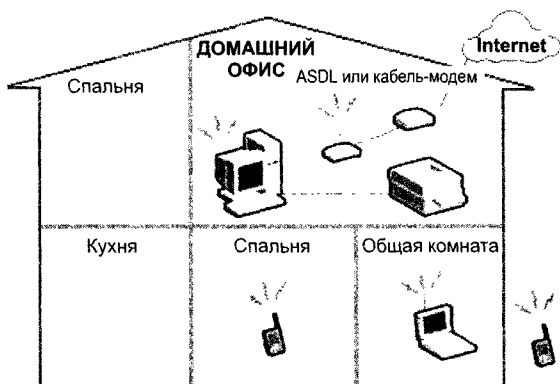 ДОМАШНИЙ
ОФИС
Internet
ASDL или кабель-модем
Спальня
Кухня
Спальня
Общая комната